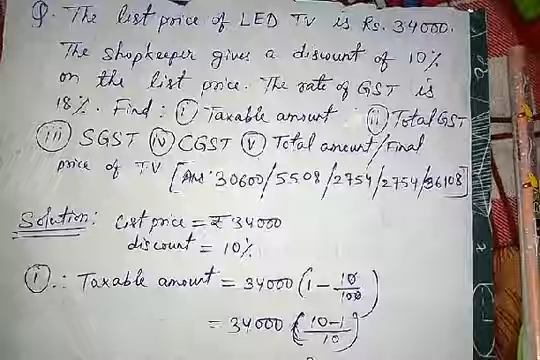 Q. The list price of LED TV is Rs. 34000.
The shopkeeper gives a discount of 10%
on the list price. The rate of GST is
18%. Find: (i) Taxable amount (ii) Total GST
(iii) SGST (iv) CGST (v) Total amount/Final
price of TV [Ans: 30600/5508/2754/2754/36108]
Solution: List price = ₹ 34000
discount = 10%
(i) ∴ Taxable amount = 34000 (1 - 10/100)
= 34000 (10-1/10)